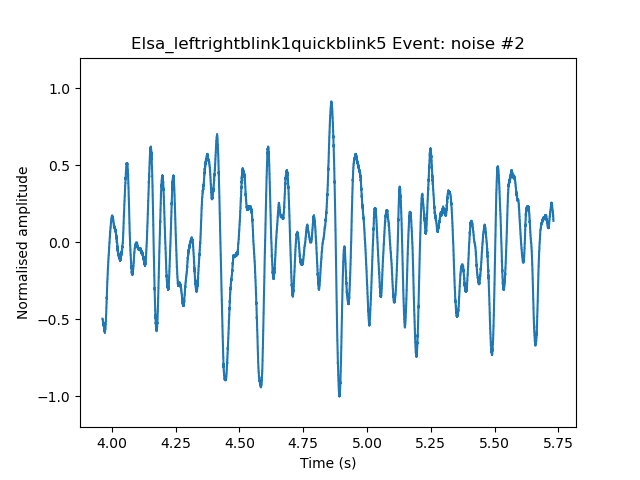 Elsa_leftrightblink1quickblink5 Event: noise #2
Normalised amplitude
1.0
0.5
0.0
−0.5
−1.0
4.00 4.25 4.50 4.75 5.00 5.25 5.50 5.75
Time (s)